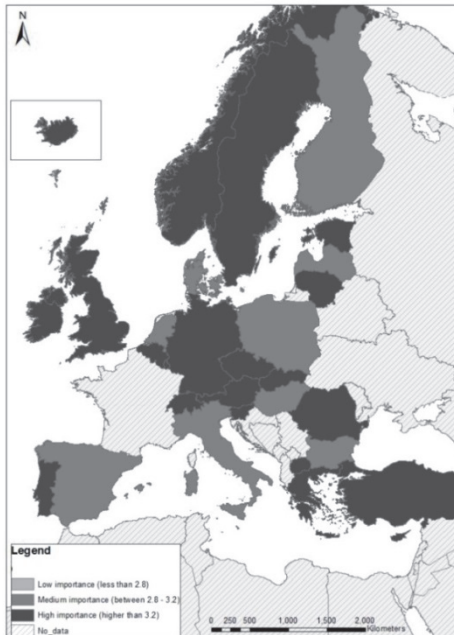 N
Legend
Low importance (less than 2.8)
Medium importance (between 2.8 - 3.2)
High importance (higher than 3.2)
No_data
0 250 500 1.000 1.500 2.000
Kilometers